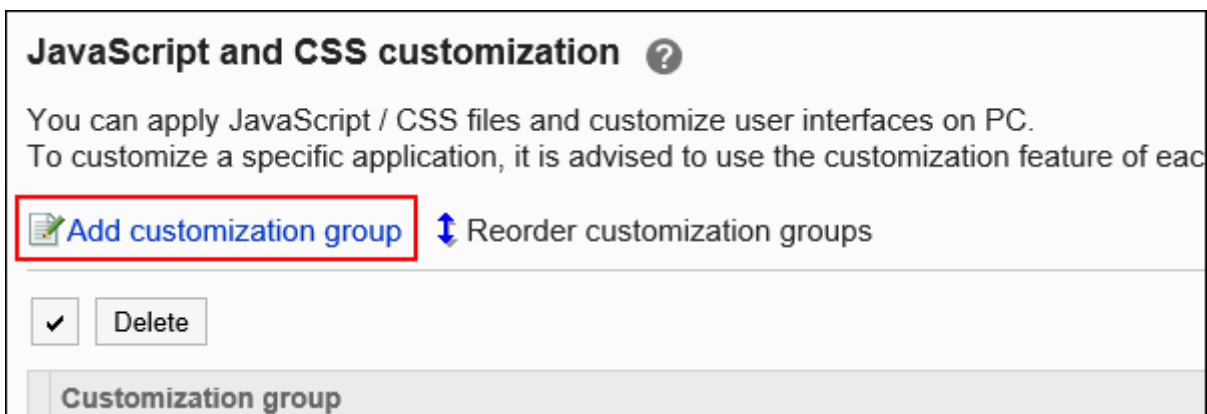 JavaScript and CSS customization ?
You can apply JavaScript / CSS files and customize user interfaces on PC.
To customize a specific application, it is advised to use the customization feature of eac
Add customization group Reorder customization groups
Delete
Customization group